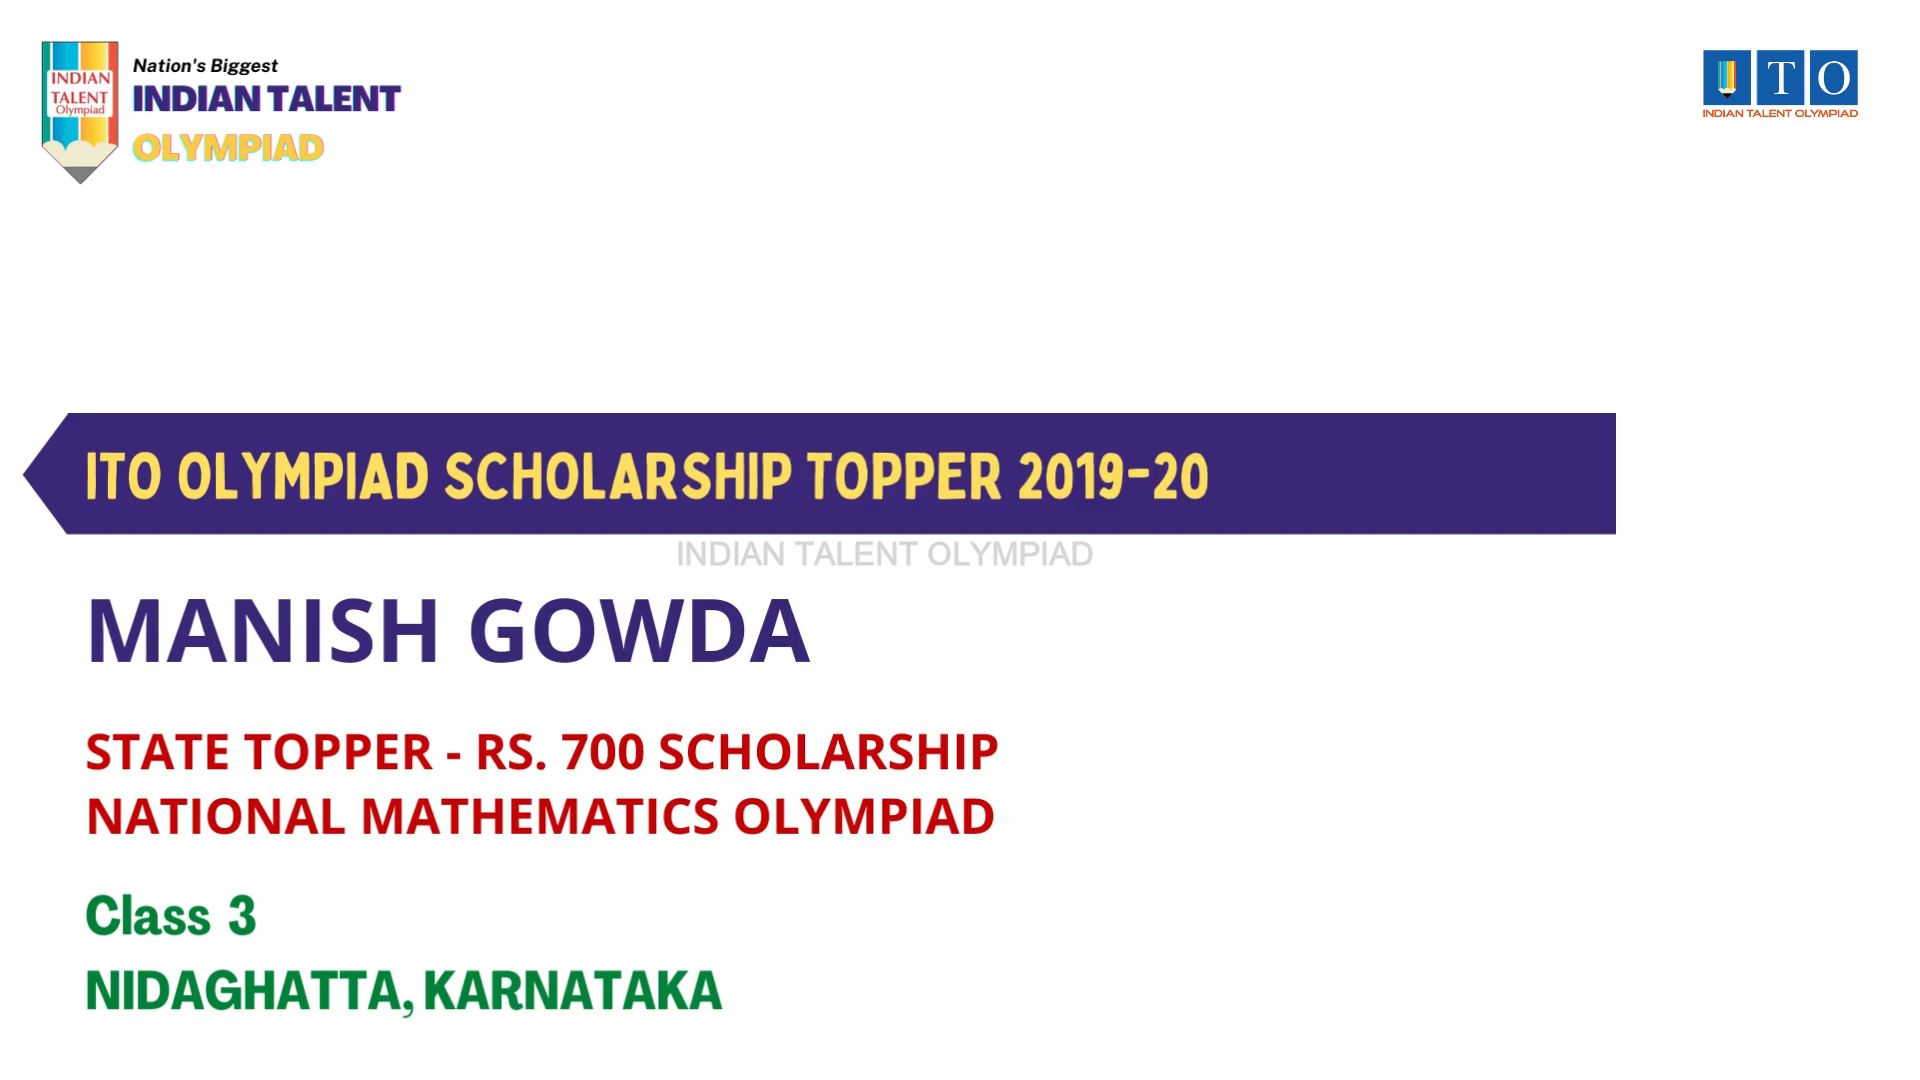 Nation's Biggest
INDIAN TALENT
OLYMPIAD
INDIAN
TALENT
Olympiad
T O
INDIAN TALENT OLYMPIAD
ITO OLYMPIAD SCHOLARSHIP TOPPER 2019-20
INDIAN TALENT OLYMPIAD
MANISH GOWDA
STATE TOPPER - RS. 700 SCHOLARSHIP
NATIONAL MATHEMATICS OLYMPIAD
Class 3
NIDAGHATTA, KARNATAKA